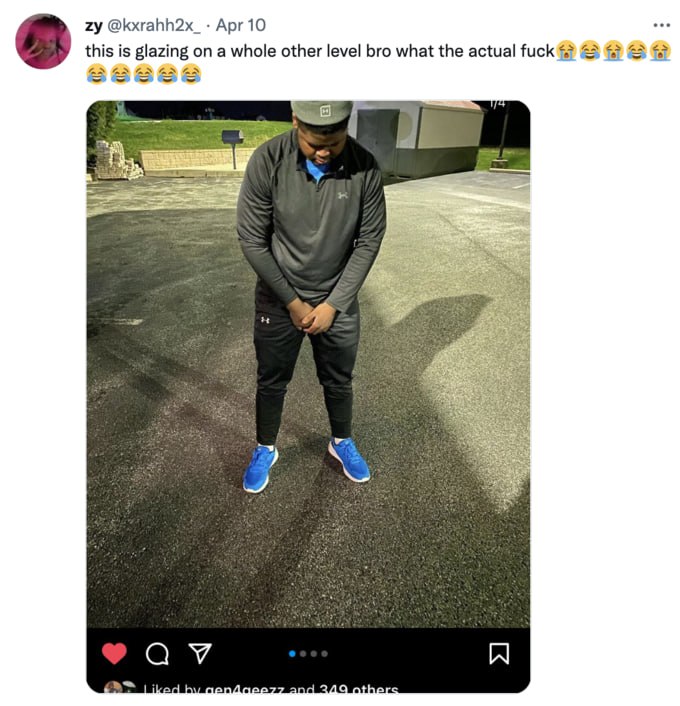 zy @kxrahh2x_ · Apr 10
this is glazing on a whole other level bro what the actual fuck😭😂😭😂😭
😂😂😂😂😂
1/4
Liked by gen4geezz and 349 others